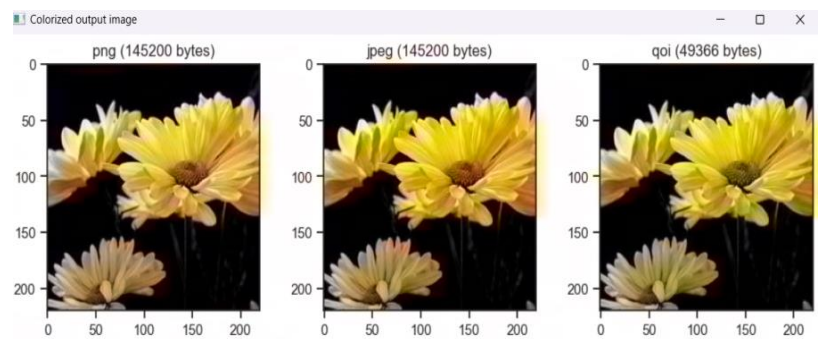 Colorized output image
png (145200 bytes) jpeg (145200 bytes) qoi (49366 bytes)
0 0 0
50 50 50
100 100 100
150 150 150
200 200 200
0 50 100 150 200 0 50 100 150 200 0 50 100 150 200